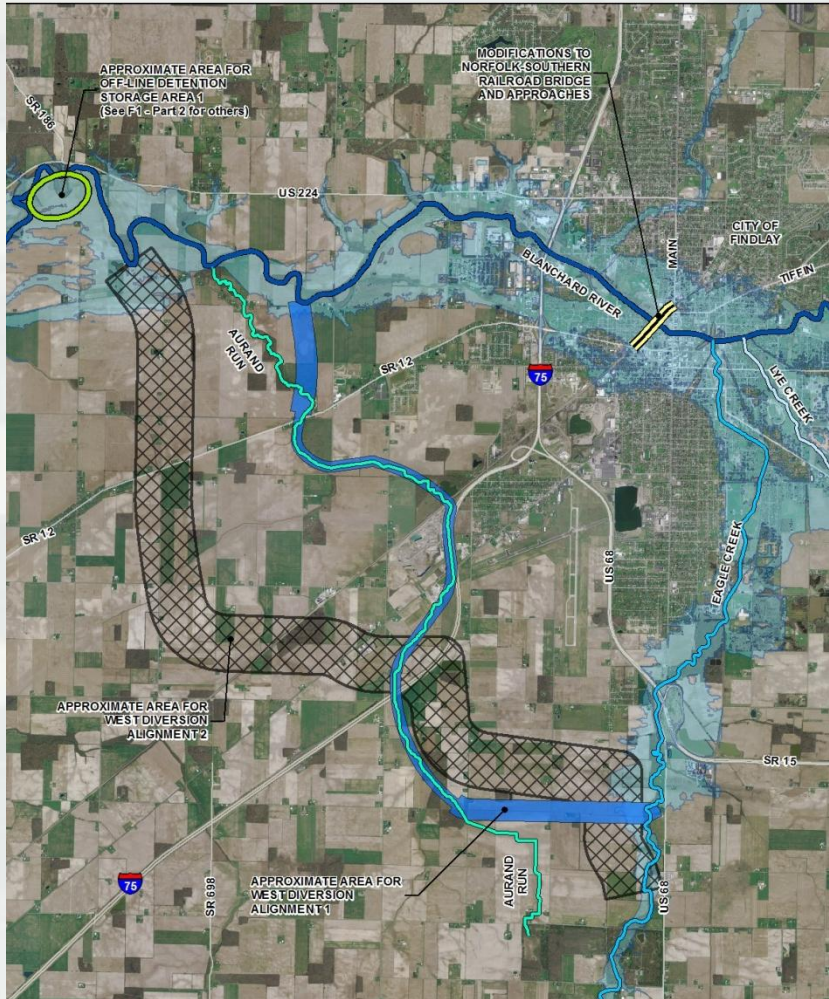 APPROXIMATE AREA FOR
OFF-LINE DETENTION
STORAGE AREA 1
(See F1 - Part 2 for others)
MODIFICATIONS TO
NORFOLK-SOUTHERN
RAILROAD BRIDGE
AND APPROACHES
SR 186
US 224
MAIN
CITY OF
FINDLAY
TIFFIN
BLANCHARD RIVER
AURAND
RUN
SR 12
75
LYE CREEK
SR 12
US 68
EAGLE CREEK
APPROXIMATE AREA FOR
WEST DIVERSION
ALIGNMENT 2
SR 15
APPROXIMATE AREA FOR
WEST DIVERSION
ALIGNMENT 1
75
SR 698
AURAND
RUN
US 68